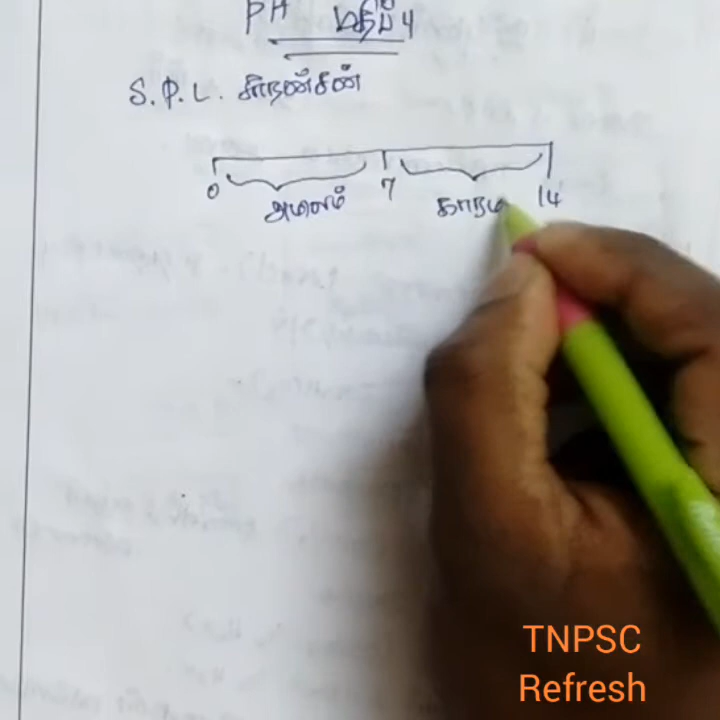 PH மதிப்பு
S.P.L. சாரன்சன்
0 7 14
அமிலம் காரம
TNPSC
Refresh